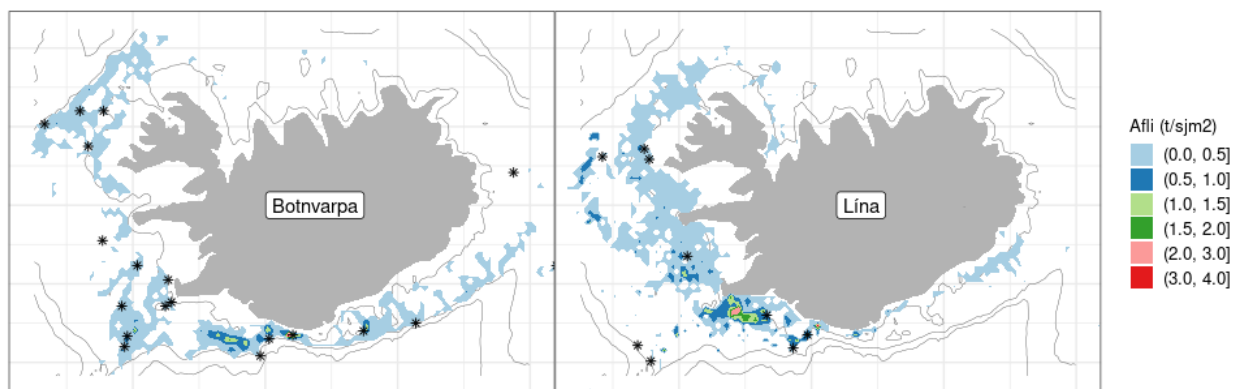 Botnvarpa
Lína
Afli (t/sjm2)
(0.0, 0.5]
(0.5, 1.0]
(1.0, 1.5]
(1.5, 2.0]
(2.0, 3.0]
(3.0, 4.0]